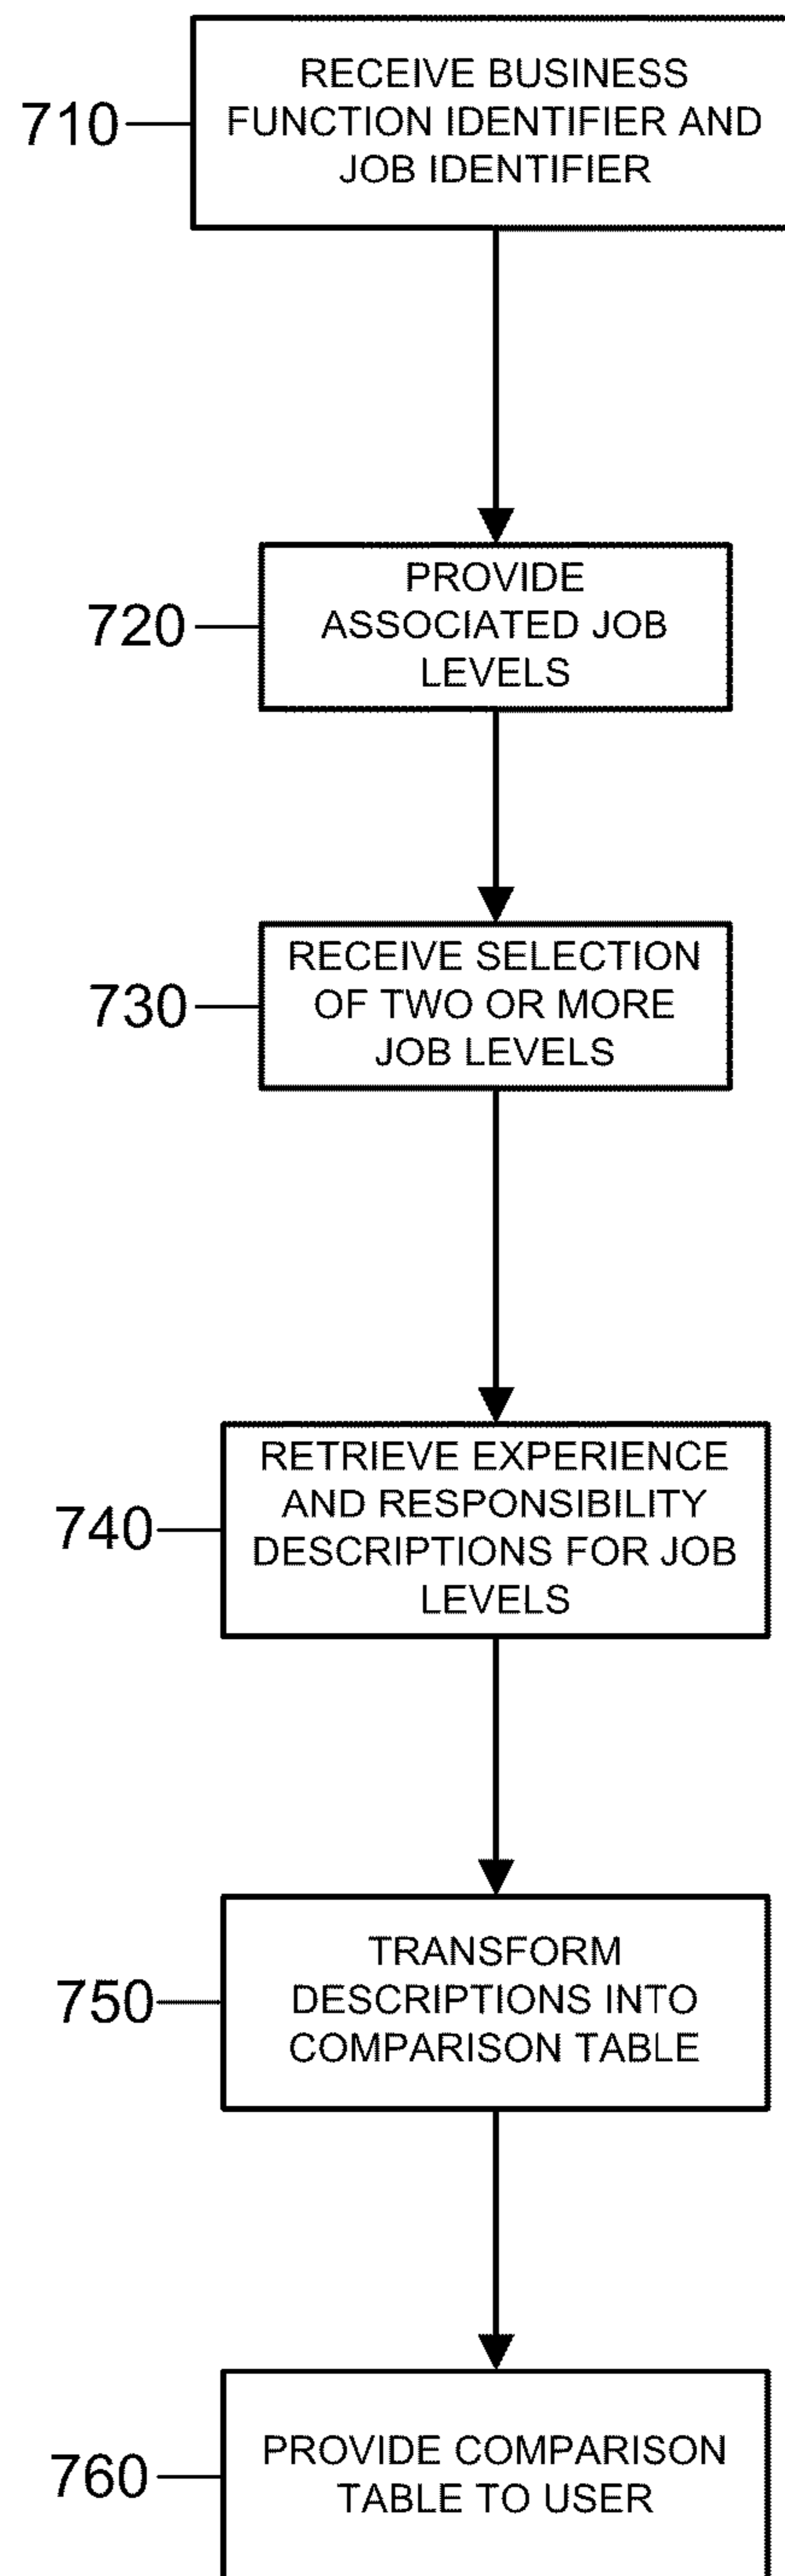 710
RECEIVE BUSINESS
FUNCTION IDENTIFIER AND
JOB IDENTIFIER
720
PROVIDE
ASSOCIATED JOB
LEVELS
730
RECEIVE SELECTION
OF TWO OR MORE
JOB LEVELS
740
RETRIEVE EXPERIENCE
AND RESPONSIBILITY
DESCRIPTIONS FOR JOB
LEVELS
750
TRANSFORM
DESCRIPTIONS INTO
COMPARISON TABLE
760
PROVIDE COMPARISON
TABLE TO USER